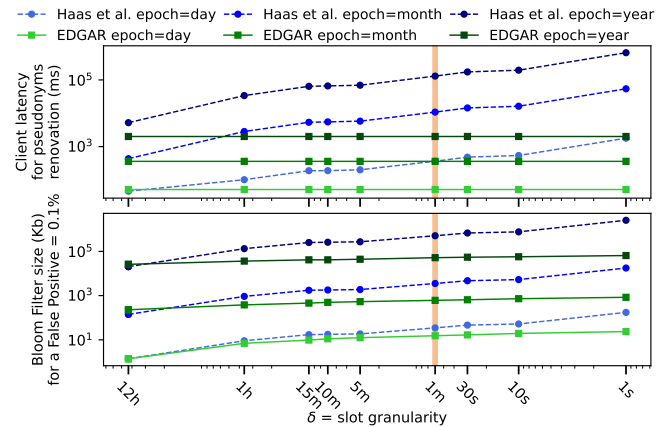 Haas et al. epoch=day Haas et al. epoch=month Haas et al. epoch=year
EDGAR epoch=day EDGAR epoch=month EDGAR epoch=year
Client latency
for pseudonyms
renovation (ms)
10^5
10^3
Bloom Filter size (Kb)
for a False Positive = 0.1%
10^5
10^3
10^1
12h 1h 15m 10m 5m 1m 30s 10s 1s
δ = slot granularity